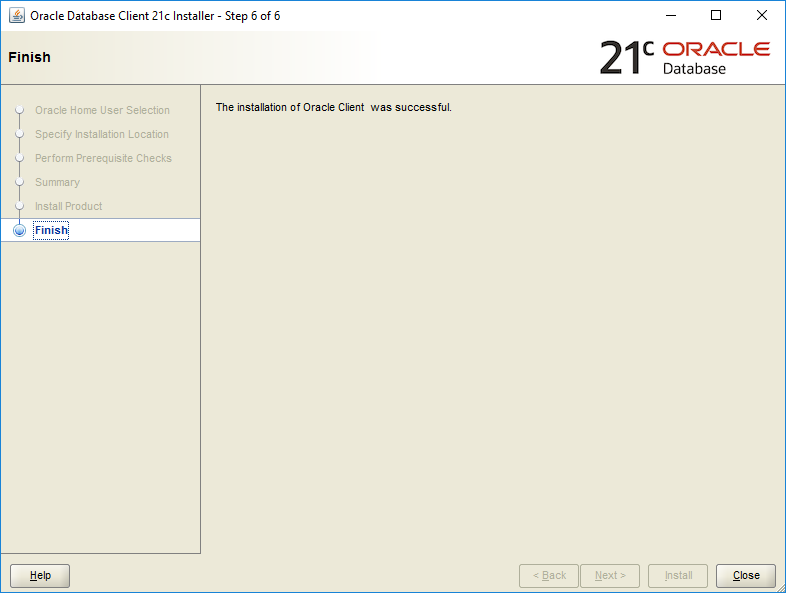 Oracle Database Client 21c Installer - Step 6 of 6
Finish
21c ORACLE
Database
Oracle Home User Selection
Specify Installation Location
Perform Prerequisite Checks
Summary
Install Product
Finish
The installation of Oracle Client  was successful.
Help
< Back
Next >
Install
Close